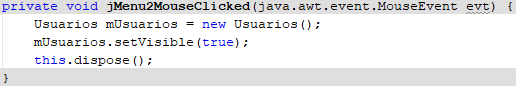 private void jMenu2MouseClicked(java.awt.event.MouseEvent evt) {
    Usuarios mUsuarios = new Usuarios();
    mUsuarios.setVisible(true);
    this.dispose();
}